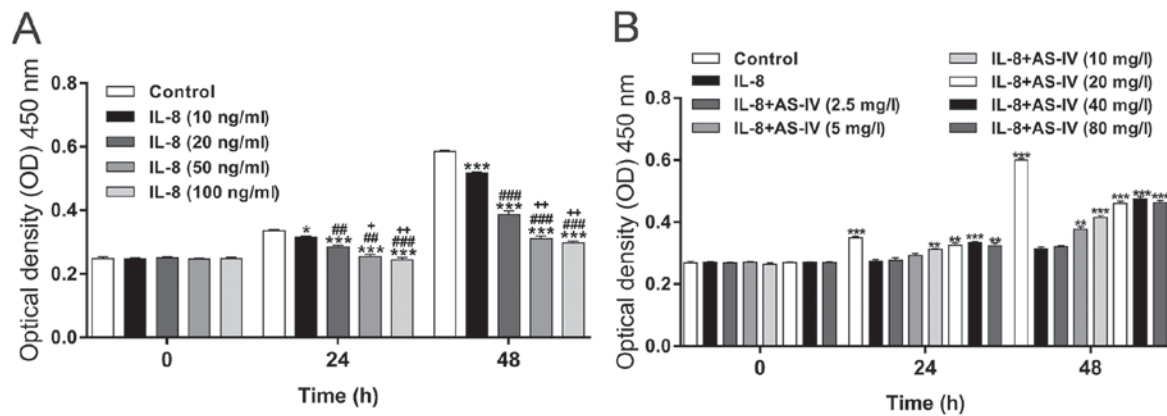 A
Optical density (OD) 450 nm
0.8
0.6
0.4
0.2
0.0
Control
IL-8 (10 ng/ml)
IL-8 (20 ng/ml)
IL-8 (50 ng/ml)
IL-8 (100 ng/ml)
*
##
***
+
##
***
++
###
***
***
###
***
++
###
***
++
###
***
0
24
48
Time (h)
B
Optical density (OD) 450 nm
0.8
0.6
0.4
0.2
0.0
Control
IL-8
IL-8+AS-IV (2.5 mg/l)
IL-8+AS-IV (5 mg/l)
IL-8+AS-IV (10 mg/l)
IL-8+AS-IV (20 mg/l)
IL-8+AS-IV (40 mg/l)
IL-8+AS-IV (80 mg/l)
***
**
**
***
**
***
**
***
***
***
***
0
24
48
Time (h)